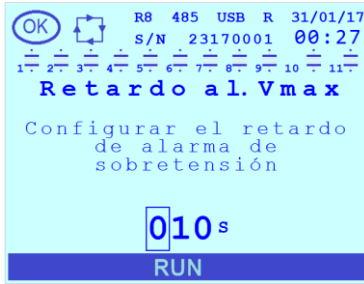 OK R8 485 USB R 31/01/17
S/N 23170001 00:27
1 2 3 4 5 6 7 8 9 10 11
Retardo al. Vmax
Configurar el retardo
de alarma de
sobretensión
010 s
RUN